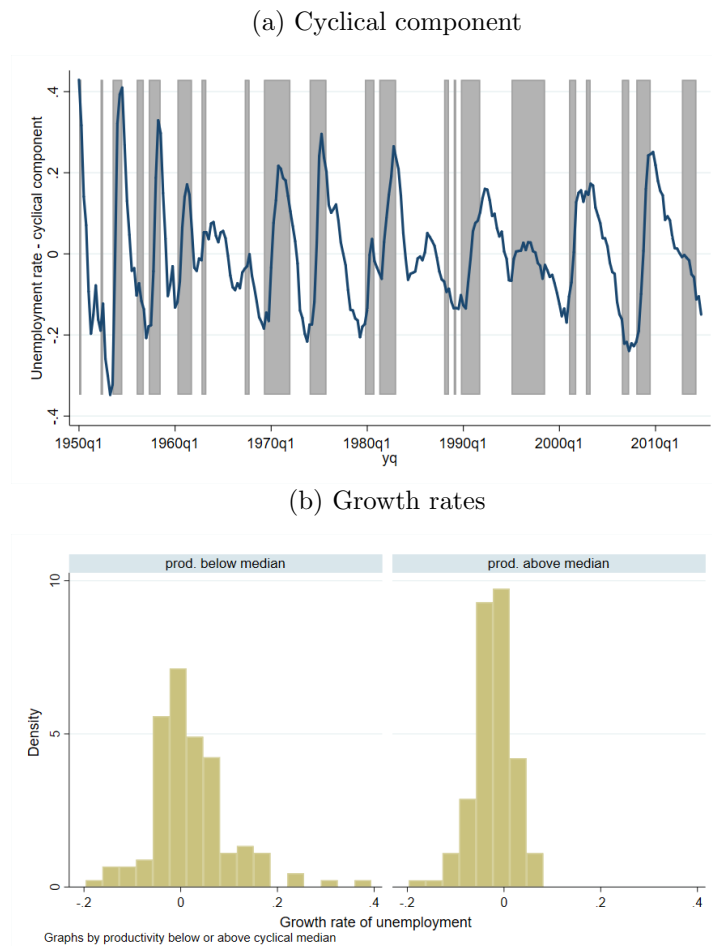 (a) Cyclical component
Unemployment rate - cyclical component
.4
.2
0
-.2
-.4
1950q1 1960q1 1970q1 1980q1 1990q1 2000q1 2010q1
yq
(b) Growth rates
prod. below median prod. above median
Density
10
5
0
-.2 0 .2 .4 -.2 0 .2 .4
Growth rate of unemployment
Graphs by productivity below or above cyclical median